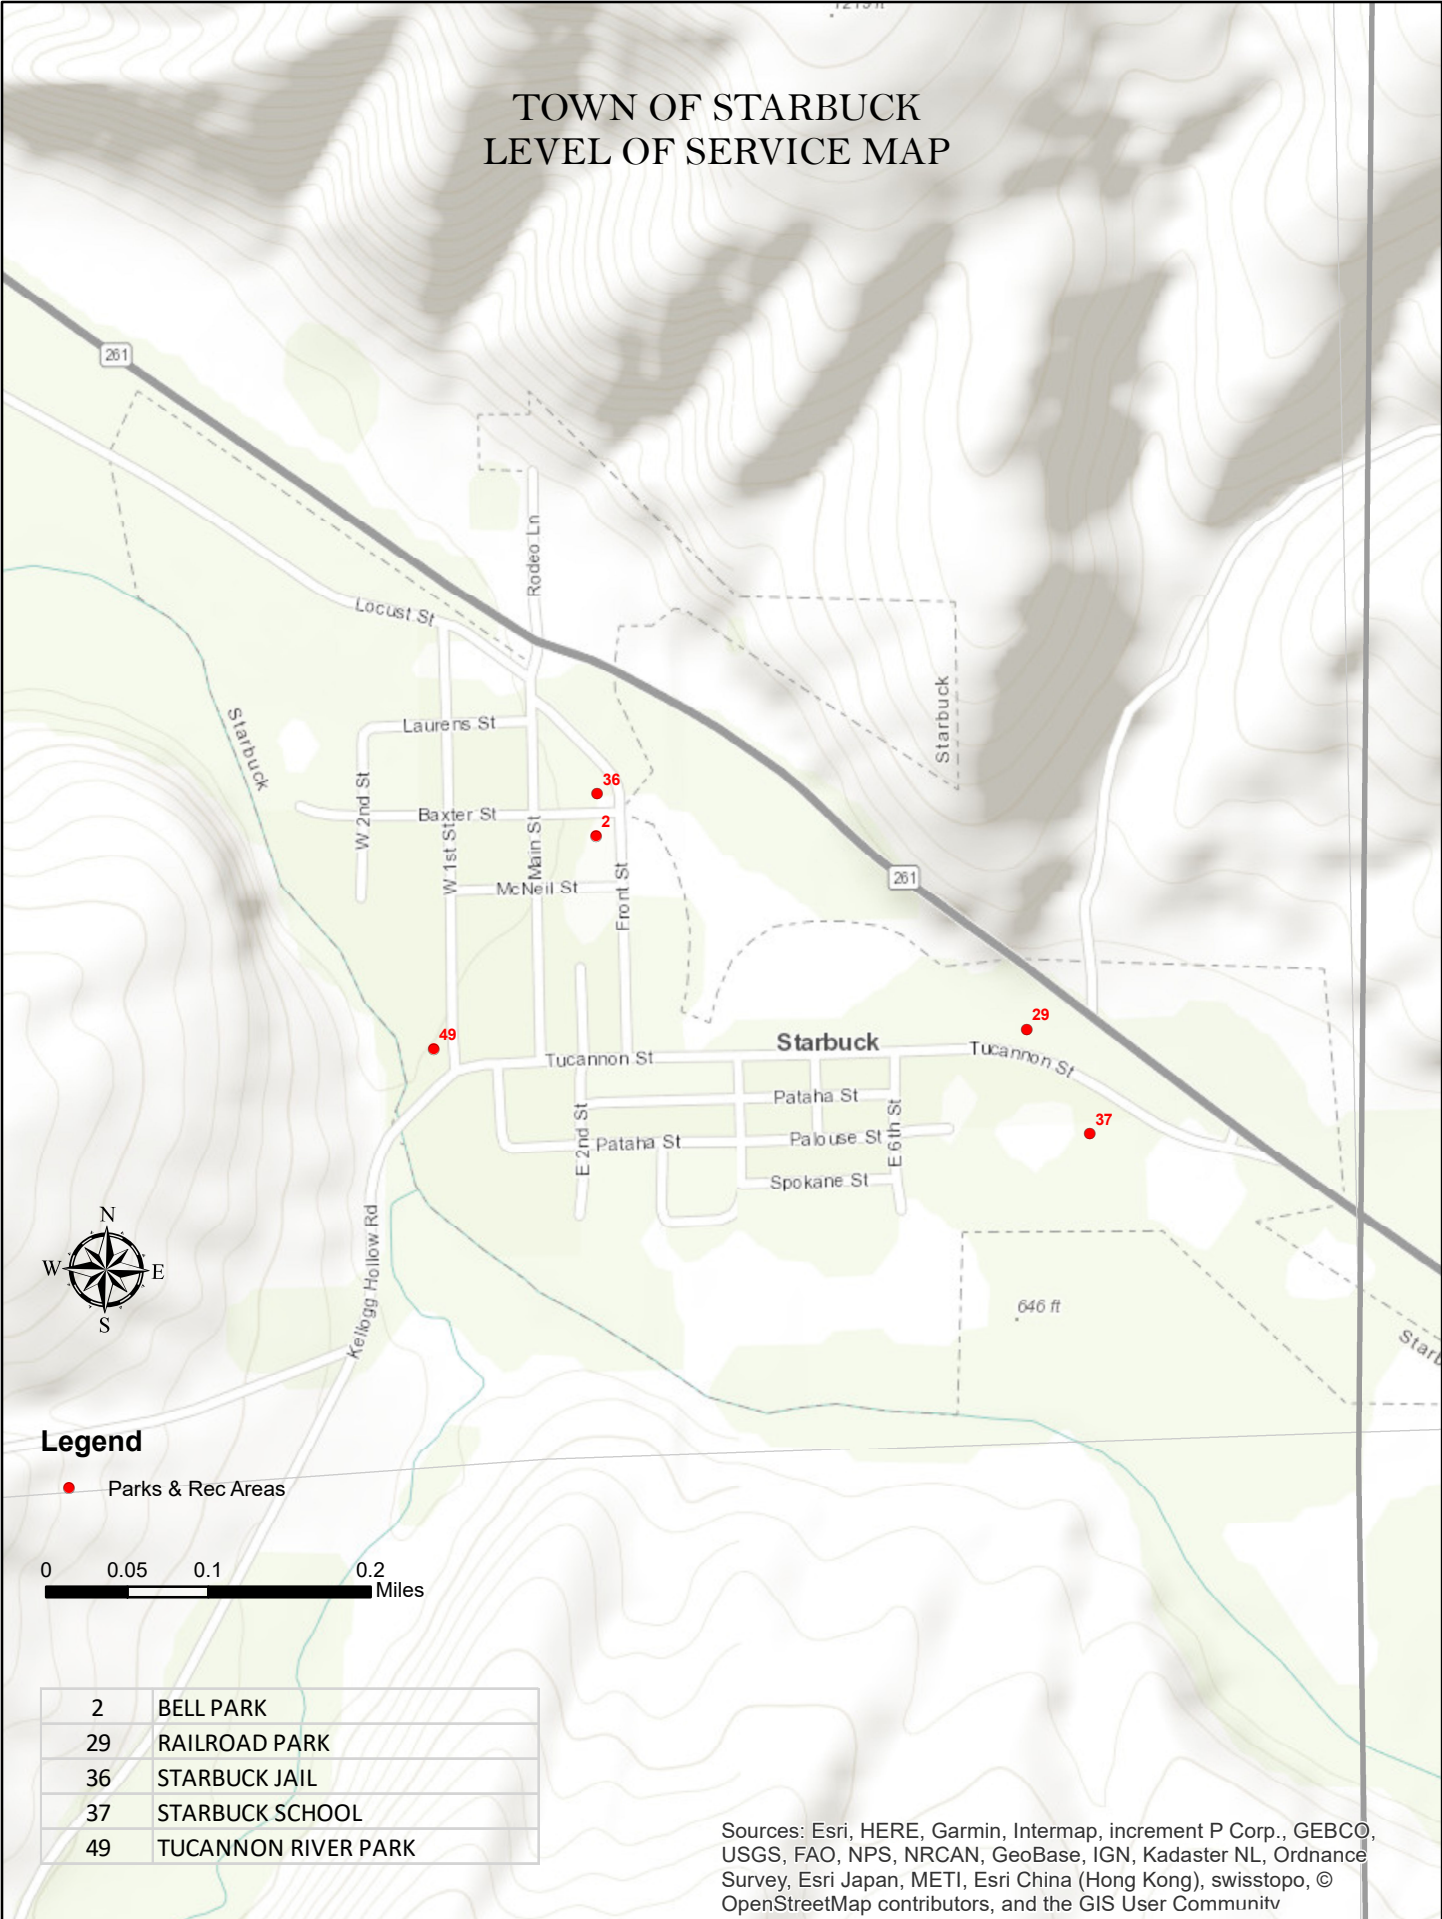 TOWN OF STARBUCK
LEVEL OF SERVICE MAP
261
Rodeo Ln
Locust St
Starbuck
Starbuck
Laurens St
W 2nd St
36
Baxter St
2
W 1st St
Main St
Front St
McNeil St
261
29
49
Starbuck
Tucannon St
Tucannon St
Pataha St
37
E 2nd St
Pataha St
Palouse St
E 6th St
Spokane St
N
W
E
S
Kellogg Hollow Rd
646 ft
Legend
Parks & Rec Areas
0 0.05 0.1 0.2
Miles
2 BELL PARK
29 RAILROAD PARK
36 STARBUCK JAIL
37 STARBUCK SCHOOL
49 TUCANNON RIVER PARK
Sources: Esri, HERE, Garmin, Intermap, increment P Corp., GEBCO,
USGS, FAO, NPS, NRCAN, GeoBase, IGN, Kadaster NL, Ordnance
Survey, Esri Japan, METI, Esri China (Hong Kong), swisstopo, ©
OpenStreetMap contributors, and the GIS User Community